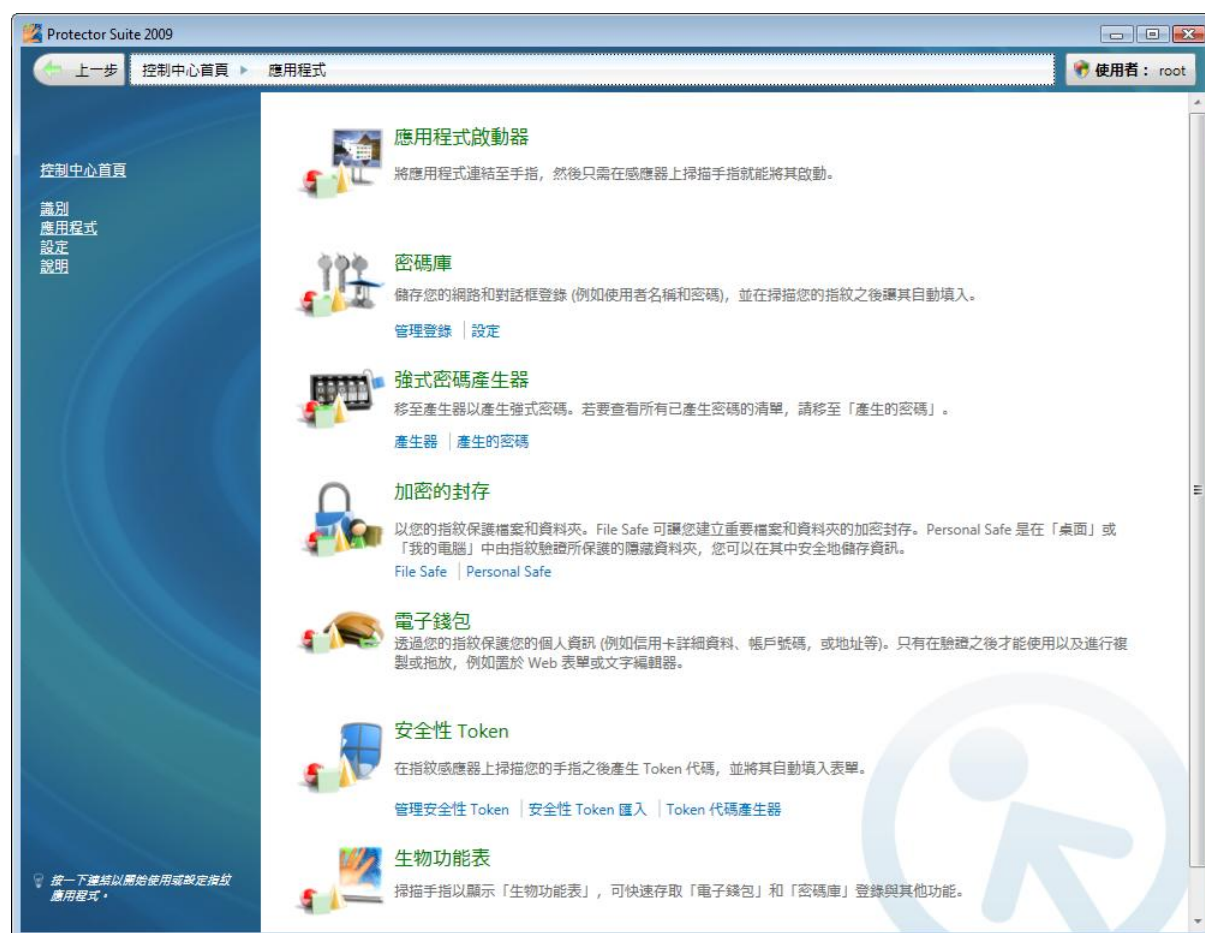 Protector Suite 2009
上一步
控制中心首頁 ▶ 應用程式
使用者： root
控制中心首頁
識別
應用程式
設定
說明
按一下連結以開始使用或設定指紋
應用程式。
應用程式啟動器
將應用程式連結至手指，然後只需在感應器上掃描手指就能將其啟動。
密碼庫
儲存您的網路和對話框登錄 (例如使用者名稱和密碼)，並在掃描您的指紋之後讓其自動填入。
管理登錄 | 設定
強式密碼產生器
移至產生器以產生強式密碼。若要查看所有已產生密碼的清單，請移至「產生的密碼」。
產生器 | 產生的密碼
加密的封存
以您的指紋保護檔案和資料夾。File Safe 可讓您建立重要檔案和資料夾的加密封存。Personal Safe 是在「桌面」或
「我的電腦」中由指紋驗證所保護的隱藏資料夾，您可以在其中安全地儲存資訊。
File Safe | Personal Safe
電子錢包
透過您的指紋保護您的個人資訊 (例如信用卡詳細資料、帳戶號碼，或地址等)。只有在驗證之後才能使用以及進行複
製或拖放，例如置於 Web 表單或文字編輯器。
安全性 Token
在指紋感應器上掃描您的手指之後產生 Token 代碼，並將其自動填入表單。
管理安全性 Token | 安全性 Token 匯入 | Token 代碼產生器
生物功能表
掃描手指以顯示「生物功能表」，可快速存取「電子錢包」和「密碼庫」登錄與其他功能。